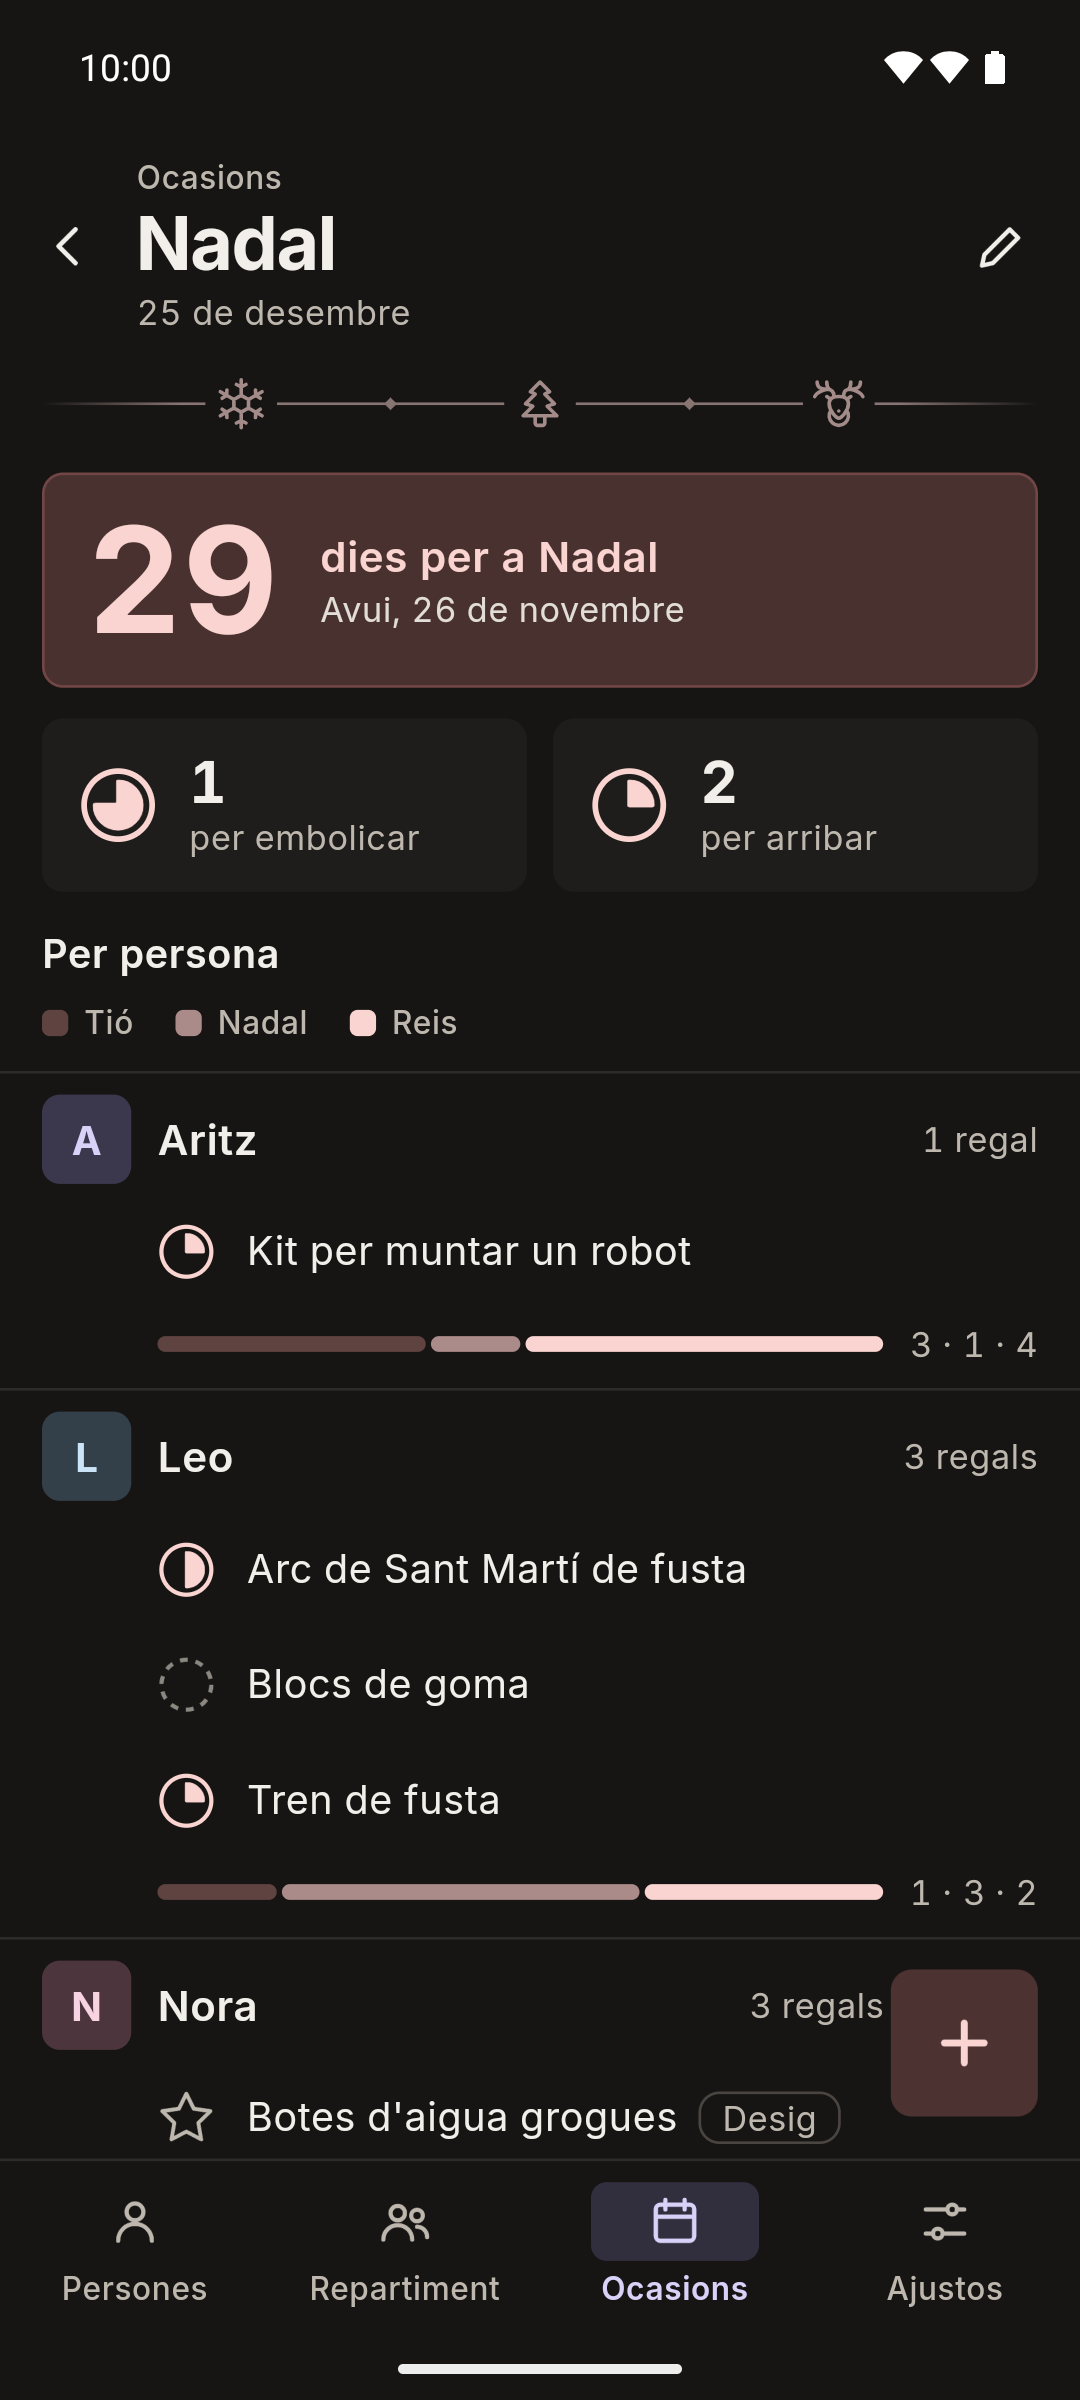 10:00
Ocasions
Nadal
25 de desembre
29
dies per a Nadal
Avui, 26 de novembre
1
per embolicar
2
per arribar
Per persona
Tió Nadal Reis
A Aritz 1 regal
Kit per muntar un robot
3 · 1 · 4
L Leo 3 regals
Arc de Sant Martí de fusta
Blocs de goma
Tren de fusta
1 · 3 · 2
N Nora 3 regals
Botes d'aigua grogues Desig
Persones Repartiment Ocasions Ajustos